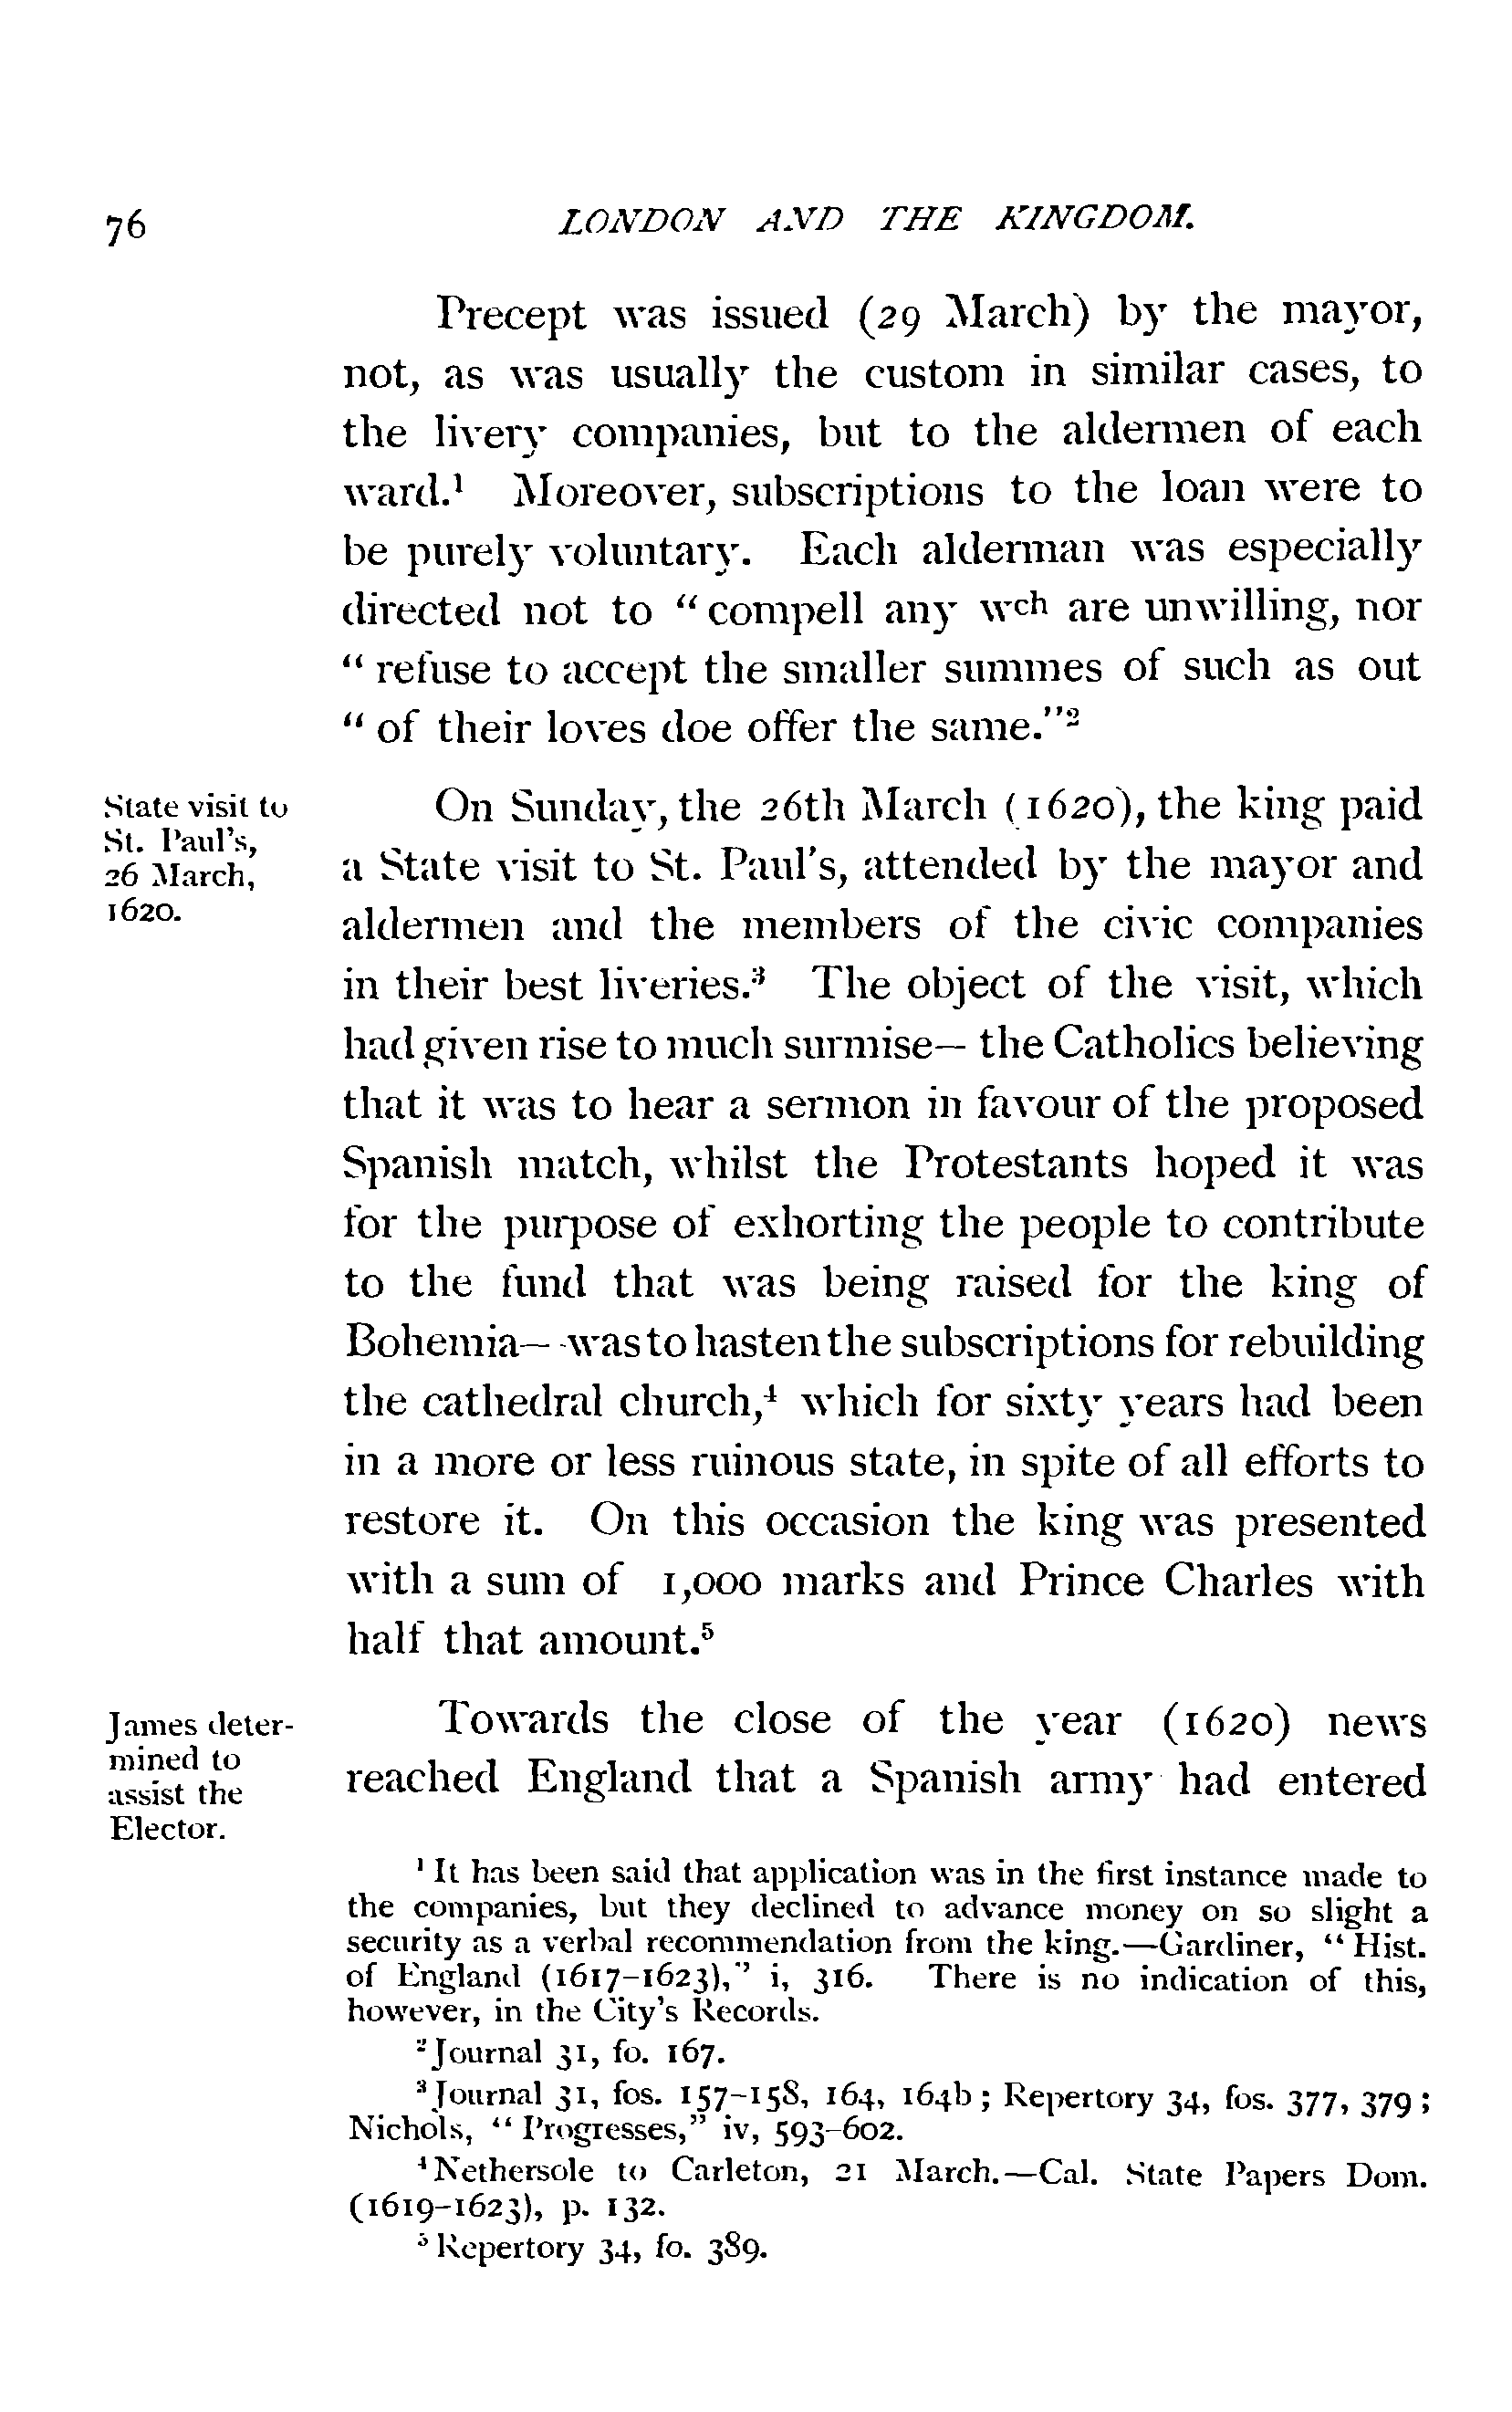 76
LONDON AND THE KINGDOM.
Precept was issued (29 March) by the mayor,
not, as was usually the custom in similar cases, to
the livery companies, but to the aldermen of each
ward.¹ Moreover, subscriptions to the loan were to
be purely voluntary. Each alderman was especially
directed not to "compell any wch are unwilling, nor
" refuse to accept the smaller summes of such as out
" of their loves doe offer the same."²
State visit to
St. Paul's,
26 March,
1620.
On Sunday, the 26th March (1620), the king paid
a State visit to St. Paul's, attended by the mayor and
aldermen and the members of the civic companies
in their best liveries.³ The object of the visit, which
had given rise to much surmise—the Catholics believing
that it was to hear a sermon in favour of the proposed
Spanish match, whilst the Protestants hoped it was
for the purpose of exhorting the people to contribute
to the fund that was being raised for the king of
Bohemia—was to hasten the subscriptions for rebuilding
the cathedral church,⁴ which for sixty years had been
in a more or less ruinous state, in spite of all efforts to
restore it. On this occasion the king was presented
with a sum of 1,000 marks and Prince Charles with
half that amount.⁵
James deter-
mined to
assist the
Elector.
Towards the close of the year (1620) news
reached England that a Spanish army had entered
¹ It has been said that application was in the first instance made to
the companies, but they declined to advance money on so slight a
security as a verbal recommendation from the king.—Gardiner, " Hist.
of England (1617-1623)," i, 316. There is no indication of this,
however, in the City's Records.
² Journal 31, fo. 167.
³ Journal 31, fos. 157-158, 164, 164b; Repertory 34, fos. 377, 379;
Nichols, " Progresses," iv, 593-602.
⁴ Nethersole to Carleton, 21 March.—Cal. State Papers Dom.
(1619-1623), p. 132.
⁵ Repertory 34, fo. 389.